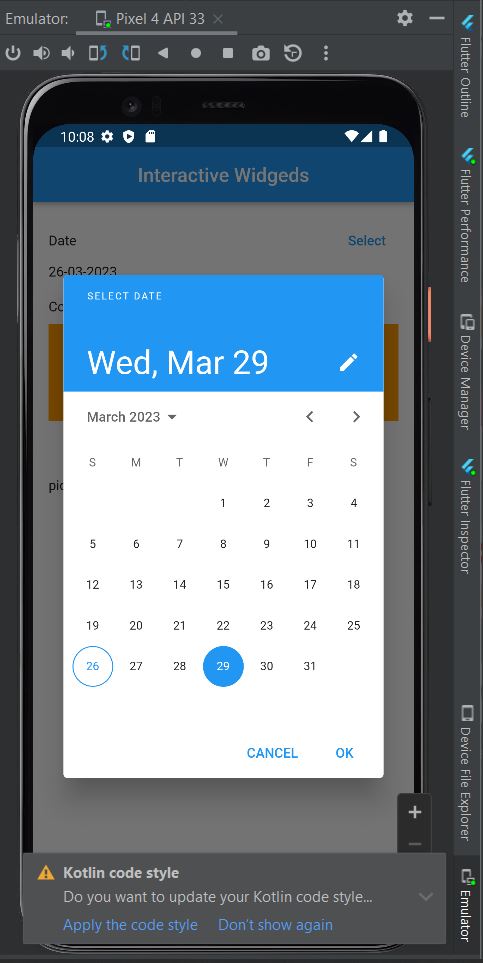 Emulator: Pixel 4 API 33
10:08
Interactive Widgeds
Date Select
26-03-2023
Co
SELECT DATE
Wed, Mar 29
March 2023
S M T W T F S
1 2 3 4
5 6 7 8 9 10 11
12 13 14 15 16 17 18
19 20 21 22 23 24 25
26 27 28 29 30 31
CANCEL OK
Kotlin code style
Do you want to update your Kotlin code style...
Apply the code style Don't show again
Flutter Outline
Flutter Performance
Device Manager
Flutter Inspector
Device File Explorer
Emulator